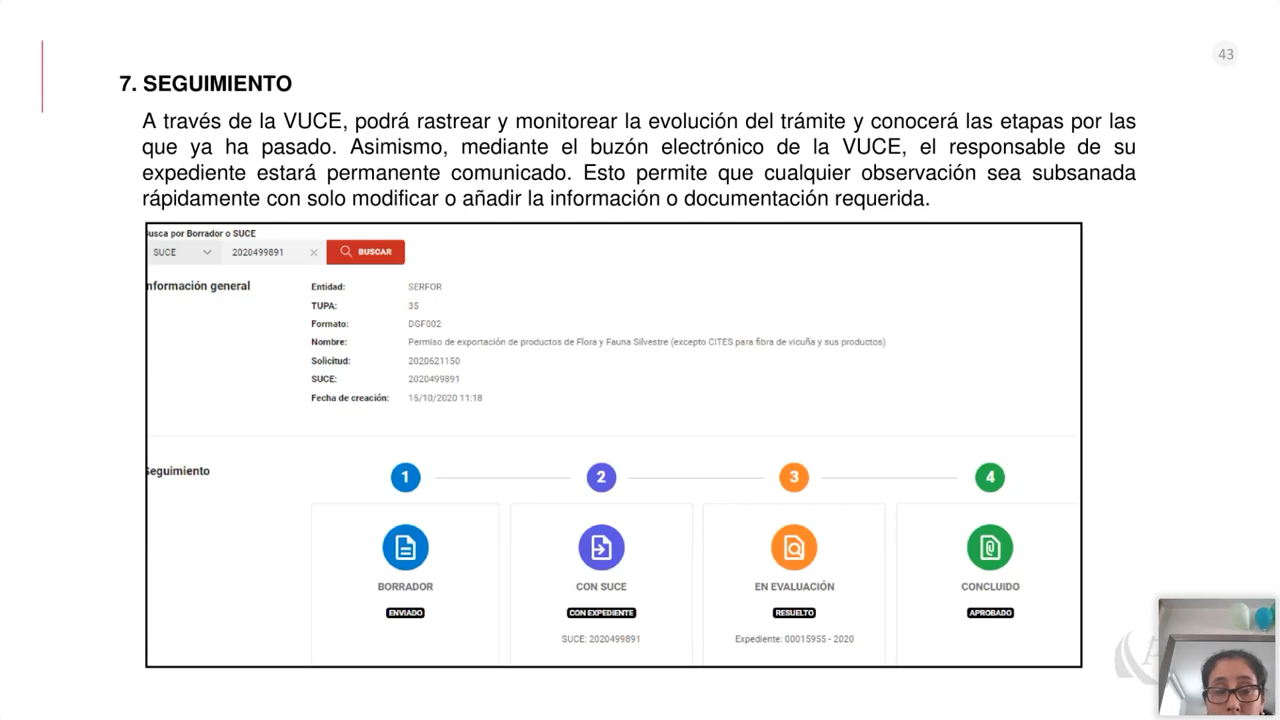 43
7. SEGUIMIENTO
A través de la VUCE, podrá rastrear y monitorear la evolución del trámite y conocerá las etapas por las
que ya ha pasado. Asimismo, mediante el buzón electrónico de la VUCE, el responsable de su
expediente estará permanente comunicado. Esto permite que cualquier observación sea subsanada
rápidamente con solo modificar o añadir la información o documentación requerida.
usca por Borrador o SUCE
SUCE 2020499891 × BUSCAR
nformación general
Entidad: SERFOR
TUPA: 35
Formato: DGF002
Nombre: Permiso de exportación de productos de Flora y Fauna Silvestre (excepto CITES para fibra de vicuña y sus productos)
Solicitud: 2020621150
SUCE: 2020499891
Fecha de creación: 15/10/2020 11:18
Seguimiento
1 2 3 4
BORRADOR CON SUCE EN EVALUACIÓN CONCLUIDO
ENVIADO CON EXPEDIENTE RESUELTO APROBADO
SUCE: 2020499891 Expediente: 00015955 - 2020